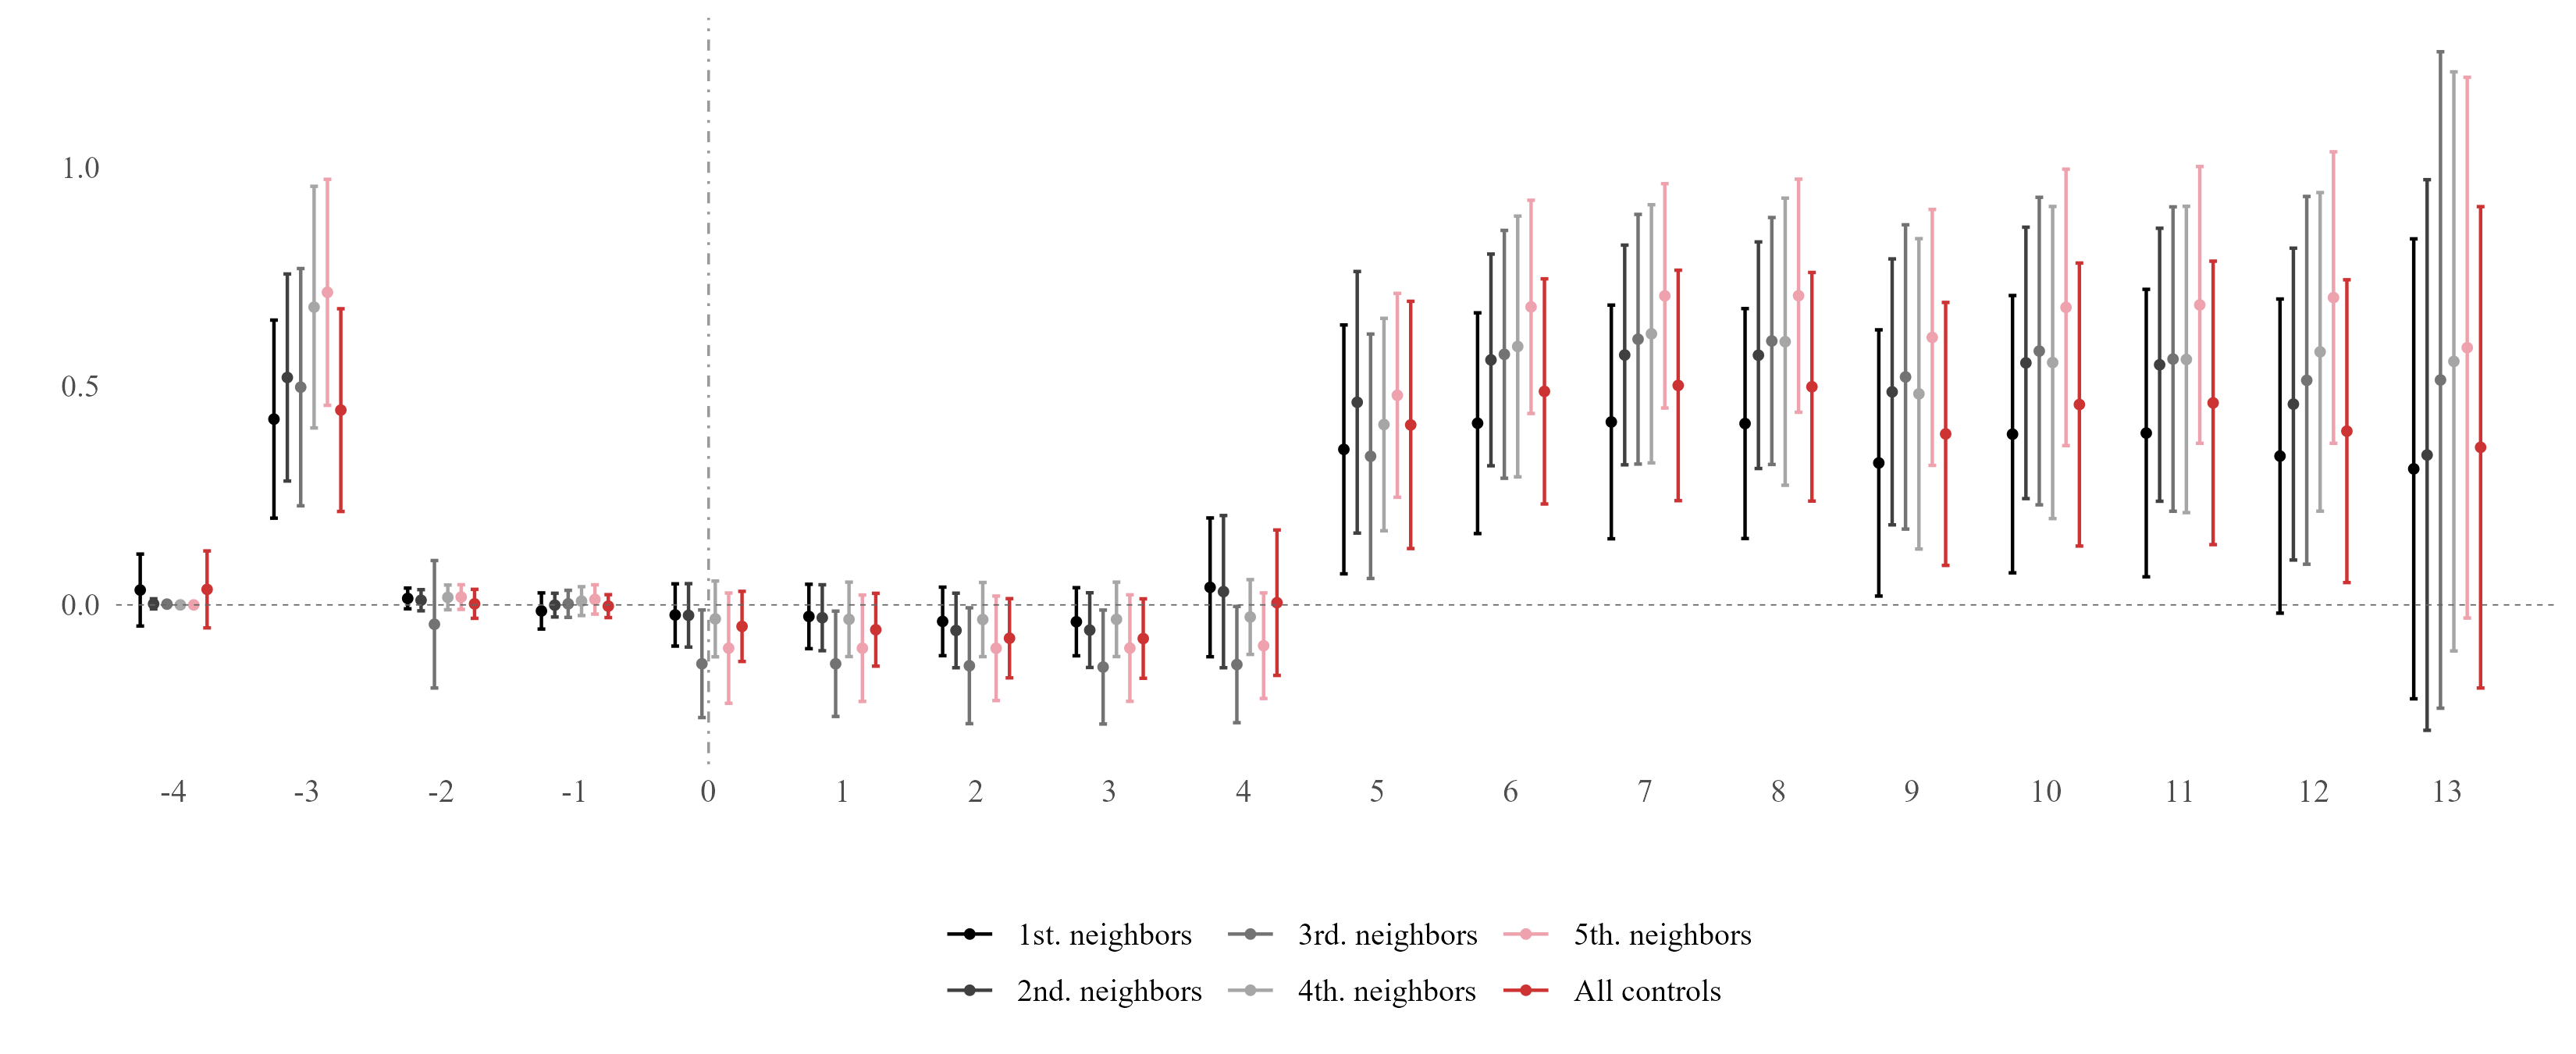 1.0
0.5
0.0
-4 -3 -2 -1 0 1 2 3 4 5 6 7 8 9 10 11 12 13
1st. neighbors 3rd. neighbors 5th. neighbors
2nd. neighbors 4th. neighbors All controls